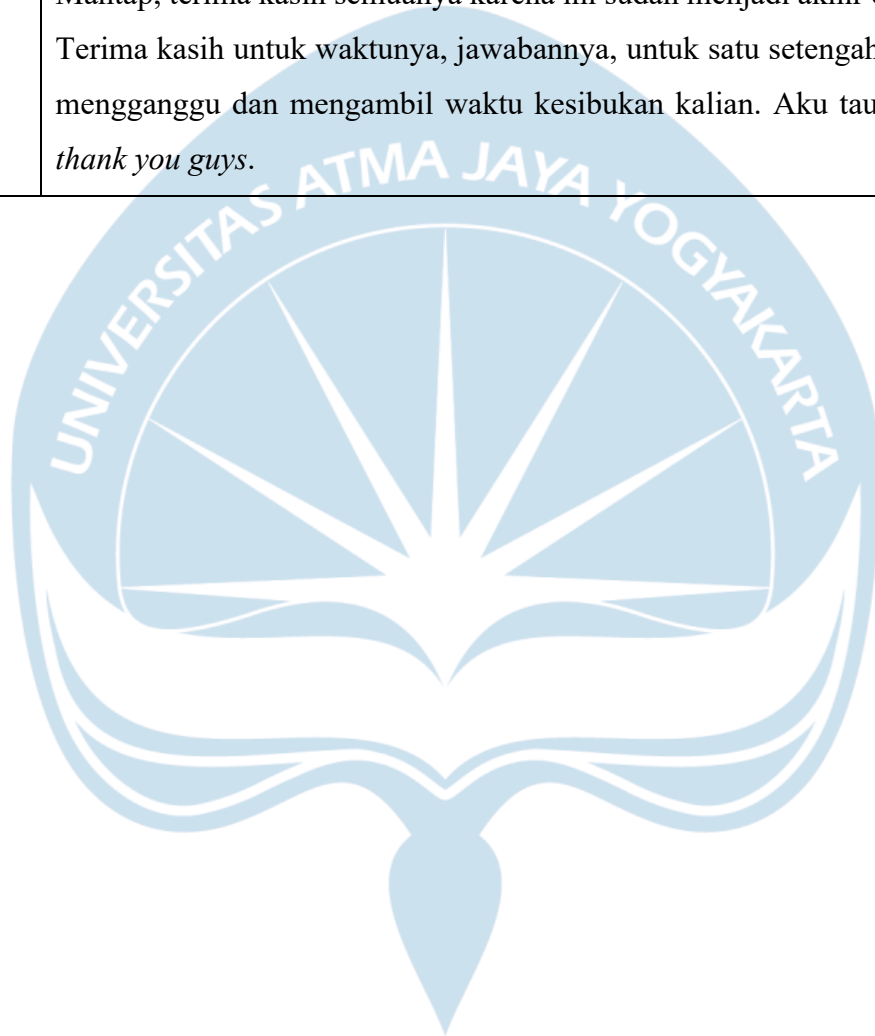 Mantap, terima kasih semuanya karena ini sudah menjadi akhir
Terima kasih untuk waktunya, jawabannya, untuk satu setengah
mengganggu dan mengambil waktu kesibukan kalian. Aku tau
thank you guys.
UNIVERSITAS ATMA JAYA YOGYAKARTA